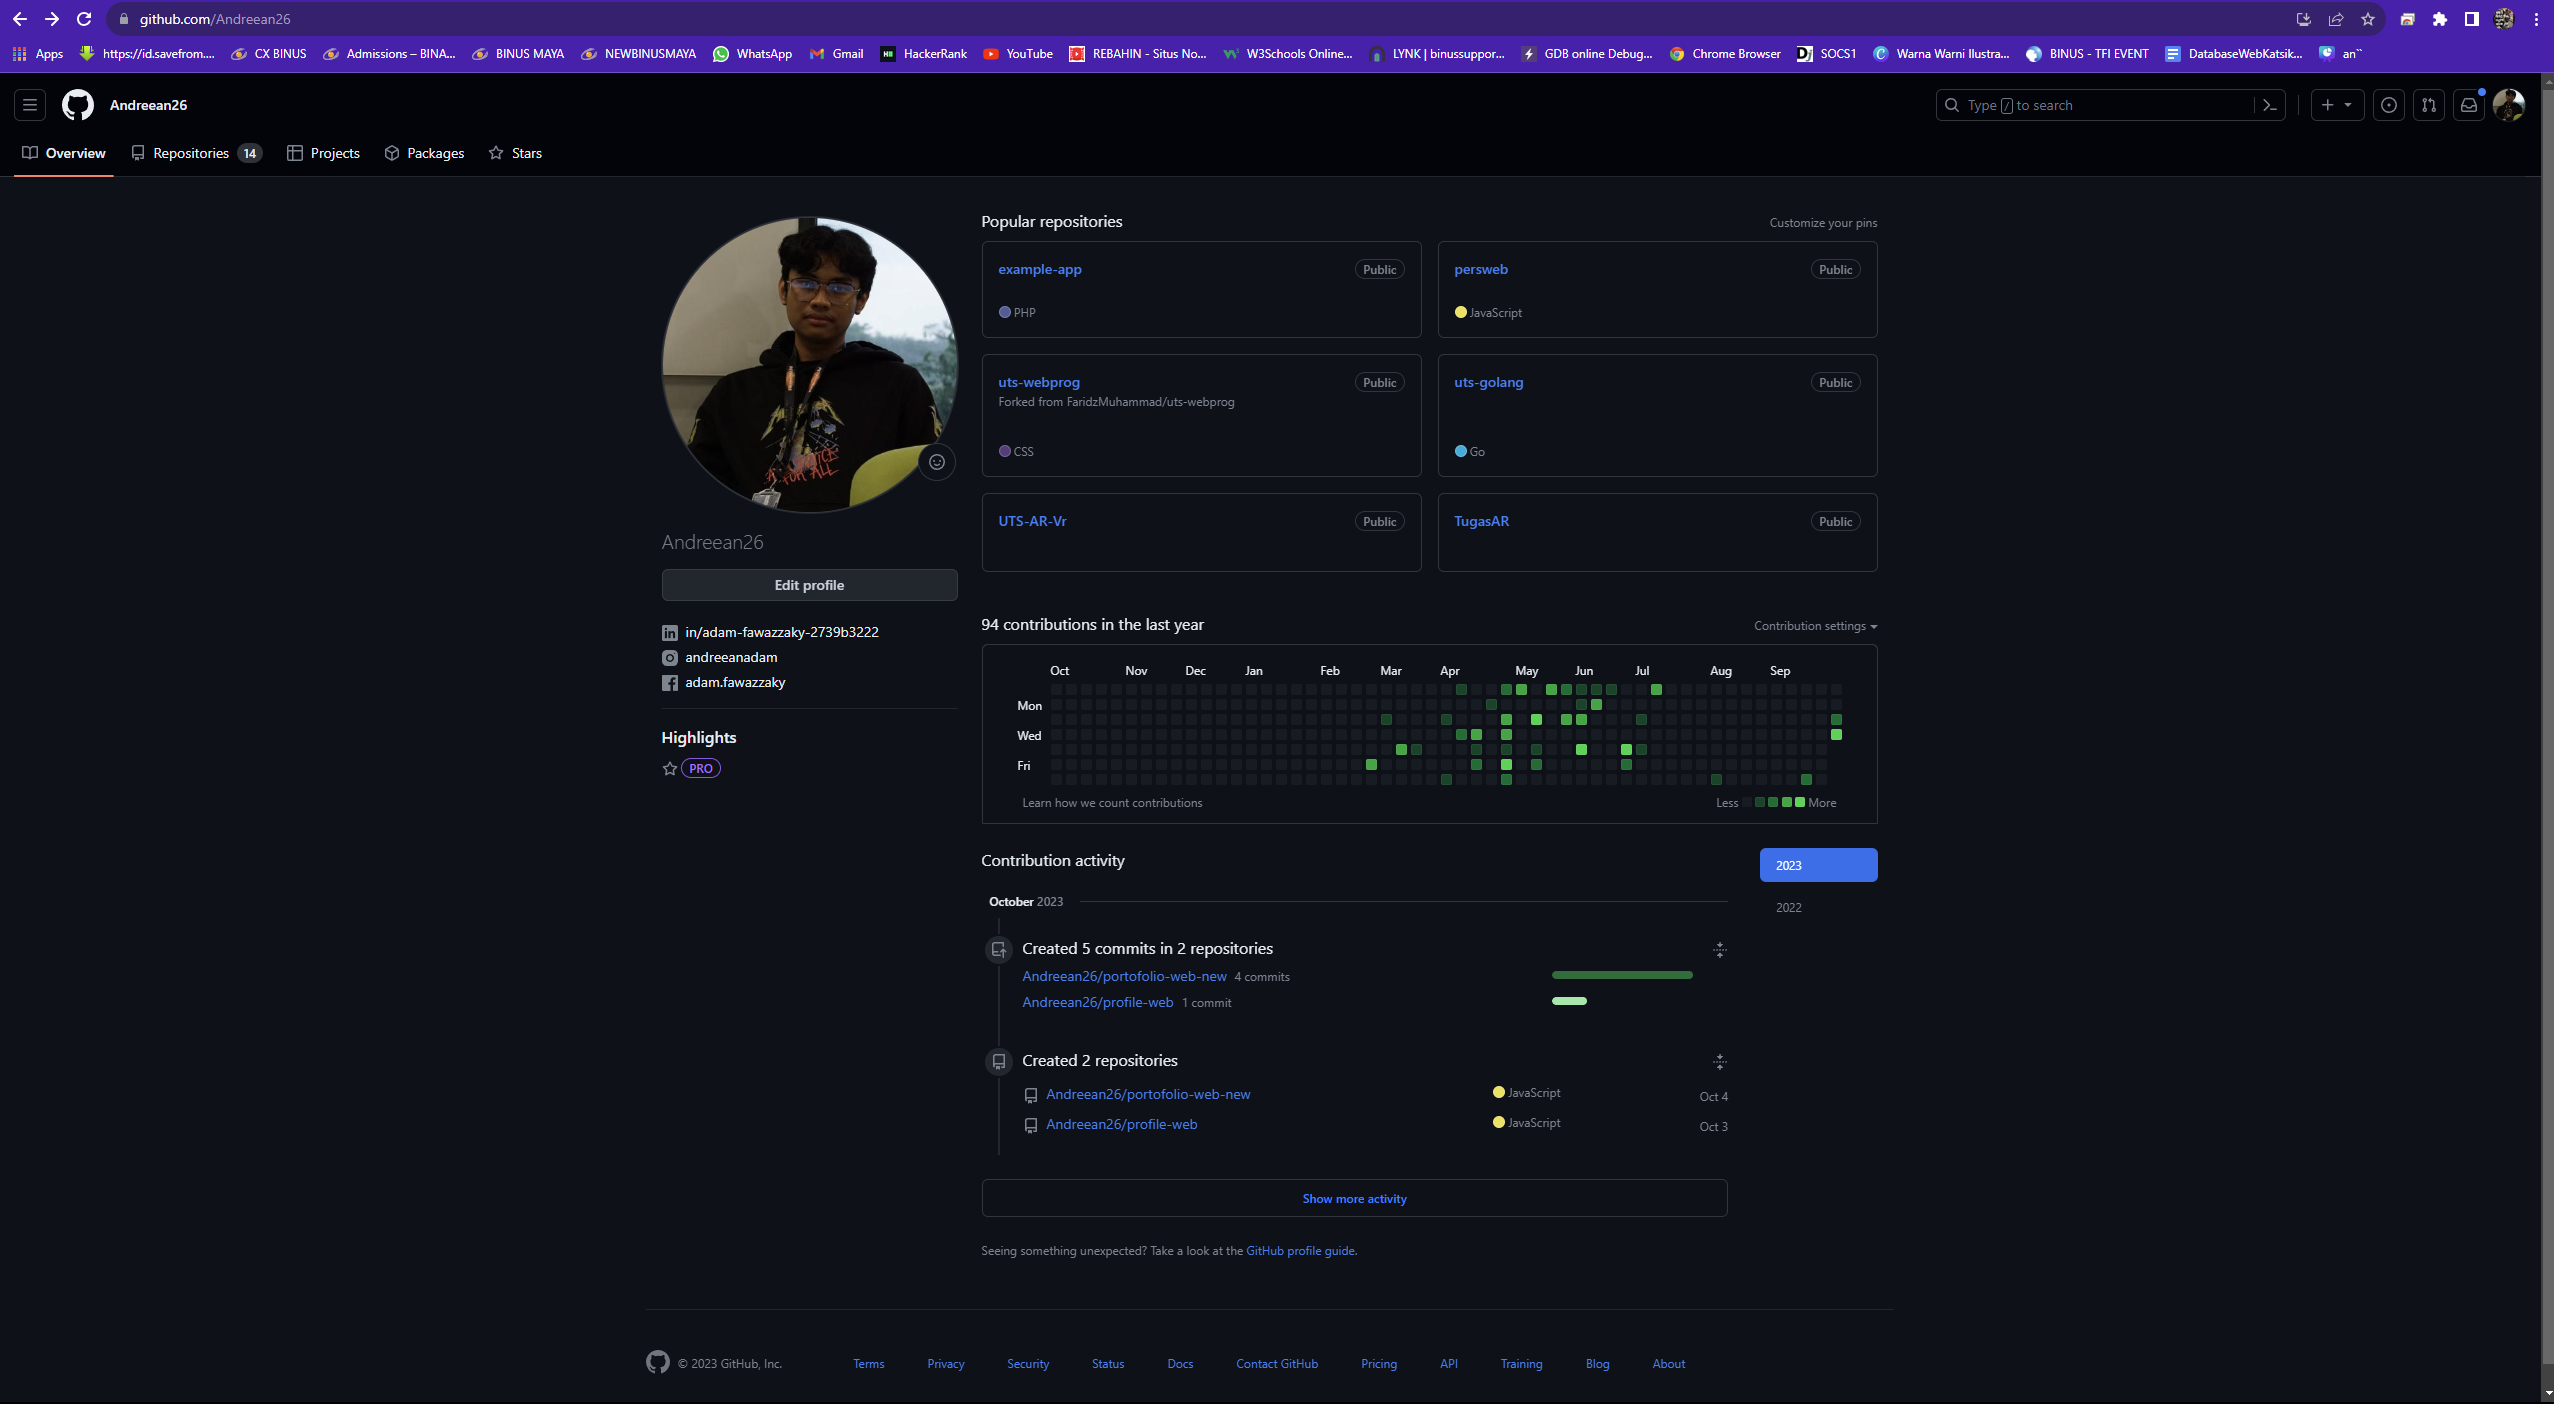 github.com/Andreean26
Apps https://id.savefrom.... CX BINUS Admissions – BINA... BINUS MAYA NEWBINUSMAYA WhatsApp Gmail HackerRank YouTube REBAHIN - Situs No... W3Schools Online... LYNK | binussuppor... GDB online Debug... Chrome Browser SOCS1 Warna Warni Ilustra... BINUS - TFI EVENT DatabaseWebKatsik... an``
Andreean26
Type / to search
Overview Repositories 14 Projects Packages Stars
Andreean26
Edit profile
in/adam-fawazzaky-2739b3222
andreeanadam
adam.fawazzaky
Highlights
PRO
Popular repositories
Customize your pins
example-app Public
PHP
persweb Public
JavaScript
uts-webprog Public
Forked from FaridzMuhammad/uts-webprog
CSS
uts-golang Public
Go
UTS-AR-Vr Public
TugasAR Public
94 contributions in the last year
Contribution settings
Oct Nov Dec Jan Feb Mar Apr May Jun Jul Aug Sep
Mon
Wed
Fri
Learn how we count contributions
Less More
Contribution activity
2023
2022
October 2023
Created 5 commits in 2 repositories
Andreean26/portofolio-web-new 4 commits
Andreean26/profile-web 1 commit
Created 2 repositories
Andreean26/portofolio-web-new JavaScript Oct 4
Andreean26/profile-web JavaScript Oct 3
Show more activity
Seeing something unexpected? Take a look at the GitHub profile guide.
© 2023 GitHub, Inc. Terms Privacy Security Status Docs Contact GitHub Pricing API Training Blog About